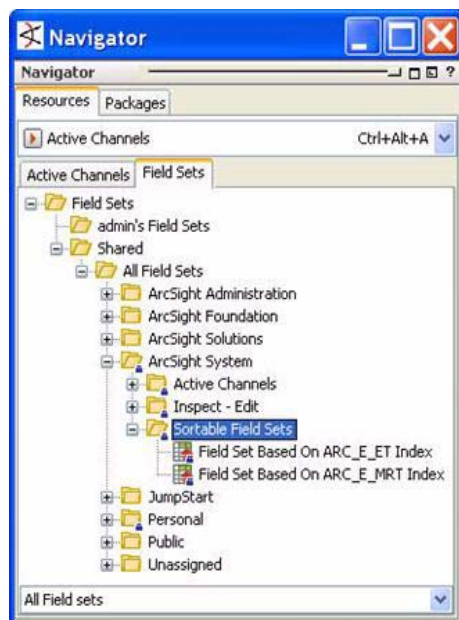 Navigator
Navigator ?
Resources Packages
Active Channels Ctrl+Alt+A
Active Channels Field Sets
Field Sets
admin's Field Sets
Shared
All Field Sets
ArcSight Administration
ArcSight Foundation
ArcSight Solutions
ArcSight System
Active Channels
Inspect - Edit
Sortable Field Sets
Field Set Based On ARC_E_ET Index
Field Set Based On ARC_E_MRT Index
JumpStart
Personal
Public
Unassigned
All Field sets